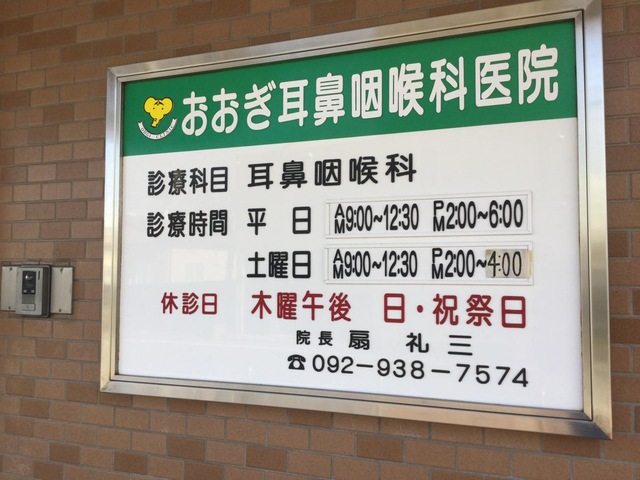 おおぎ耳鼻咽喉科医院
診療科目 耳鼻咽喉科
診療時間 平日 AM9:00~12:30 PM2:00~6:00
土曜日 AM9:00~12:30 PM2:00~4:00
休診日 木曜午後 日・祝祭日
院長 扇 礼三
☎092-938-7574